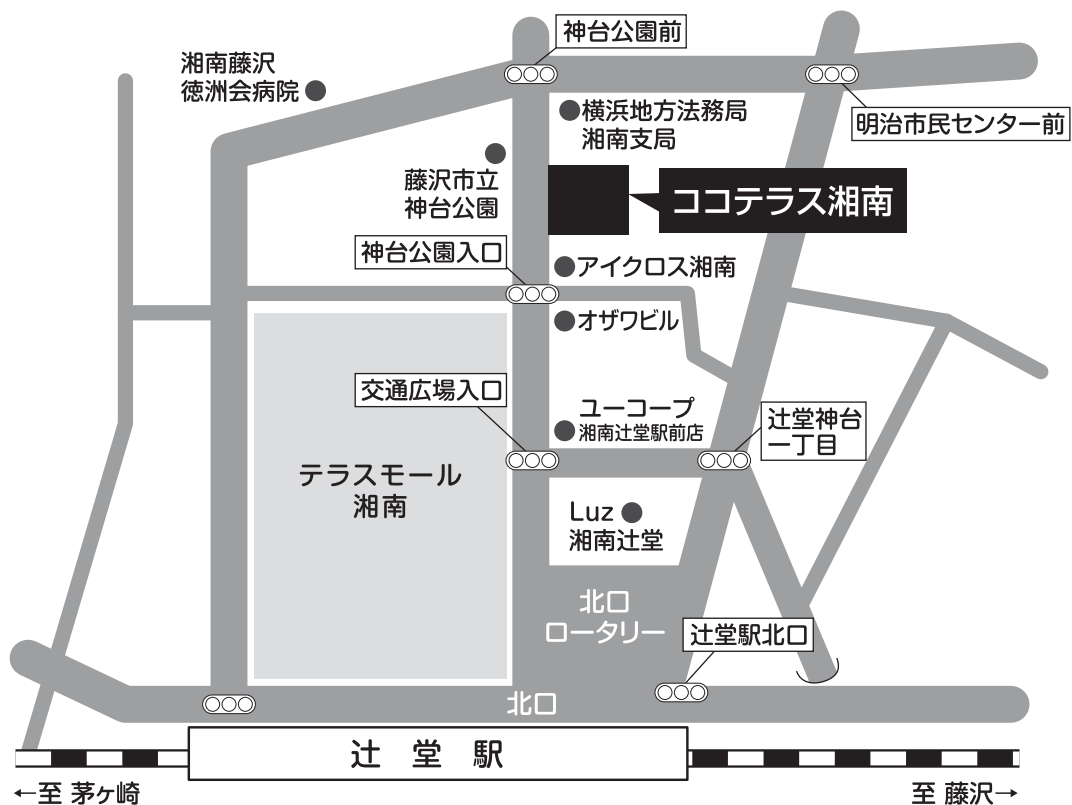 神台公園前
湘南藤沢
徳洲会病院
横浜地方法務局
湘南支局
明治市民センター前
藤沢市立
神台公園
ココテラス湘南
神台公園入口
アイクロス湘南
オザワビル
交通広場入口
ユーコープ
湘南辻堂駅前店
辻堂神台
一丁目
テラスモール
湘南
Luz
湘南辻堂
北口
ロータリー
辻堂駅北口
北口
辻堂駅
←至 茅ヶ崎
至 藤沢→